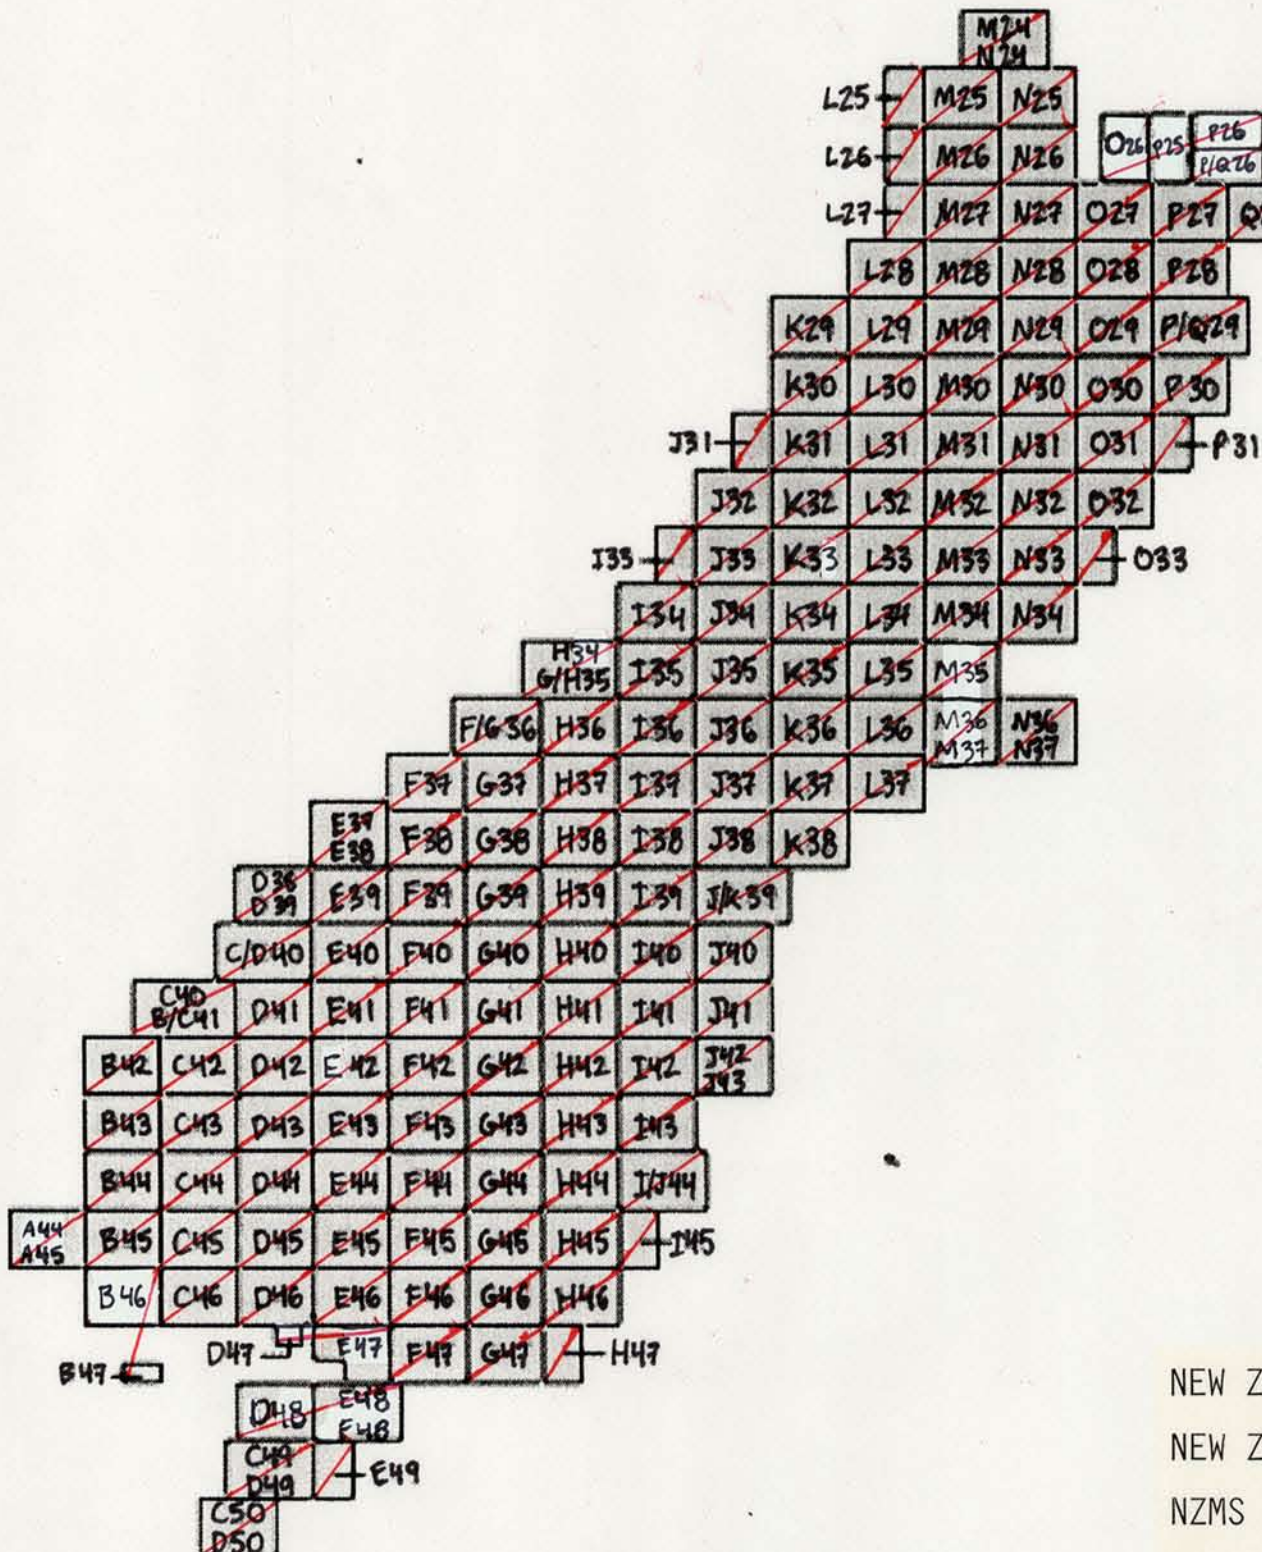 M24
N24
L25 M25 N25
L26 M26 N26 O26 P25 P26
P/Q26
L27 M27 N27 O27 P27
L28 M28 N28 O28 P28
K29 L29 M29 N29 O29 P/Q29
K30 L30 M30 N30 O30 P30
J31 K31 L31 M31 N31 O31 P31
J32 K32 L32 M32 N32 O32
I33 J33 K33 L33 M33 N33 O33
I34 J34 K34 L34 M34 N34
H34
G/H35 I35 J35 K35 L35 M35
F/G36 H36 I36 J36 K36 L36 M36 N36
M37 N37
F37 G37 H37 I37 J37 K37 L37
E37
E38 F38 G38 H38 I38 J38 K38
D38
D39 E39 F39 G39 H39 I39 J/K39
C/D40 E40 F40 G40 H40 I40 J40
C40
B/C41 D41 E41 F41 G41 H41 I41 J41
B42 C42 D42 E42 F42 G42 H42 I42 J42
J43
B43 C43 D43 E43 F43 G43 H43 I43
B44 C44 D44 E44 F44 G44 H44 I/J44
A44
A45 B45 C45 D45 E45 F45 G45 H45 I45
B46 C46 D46 E46 F46 G46 H46
B47 D47 E47 F47 G47 H47
D48 E48
F48
C49
D49 E49
C50
D50
NEW Z
NEW Z
NZMS